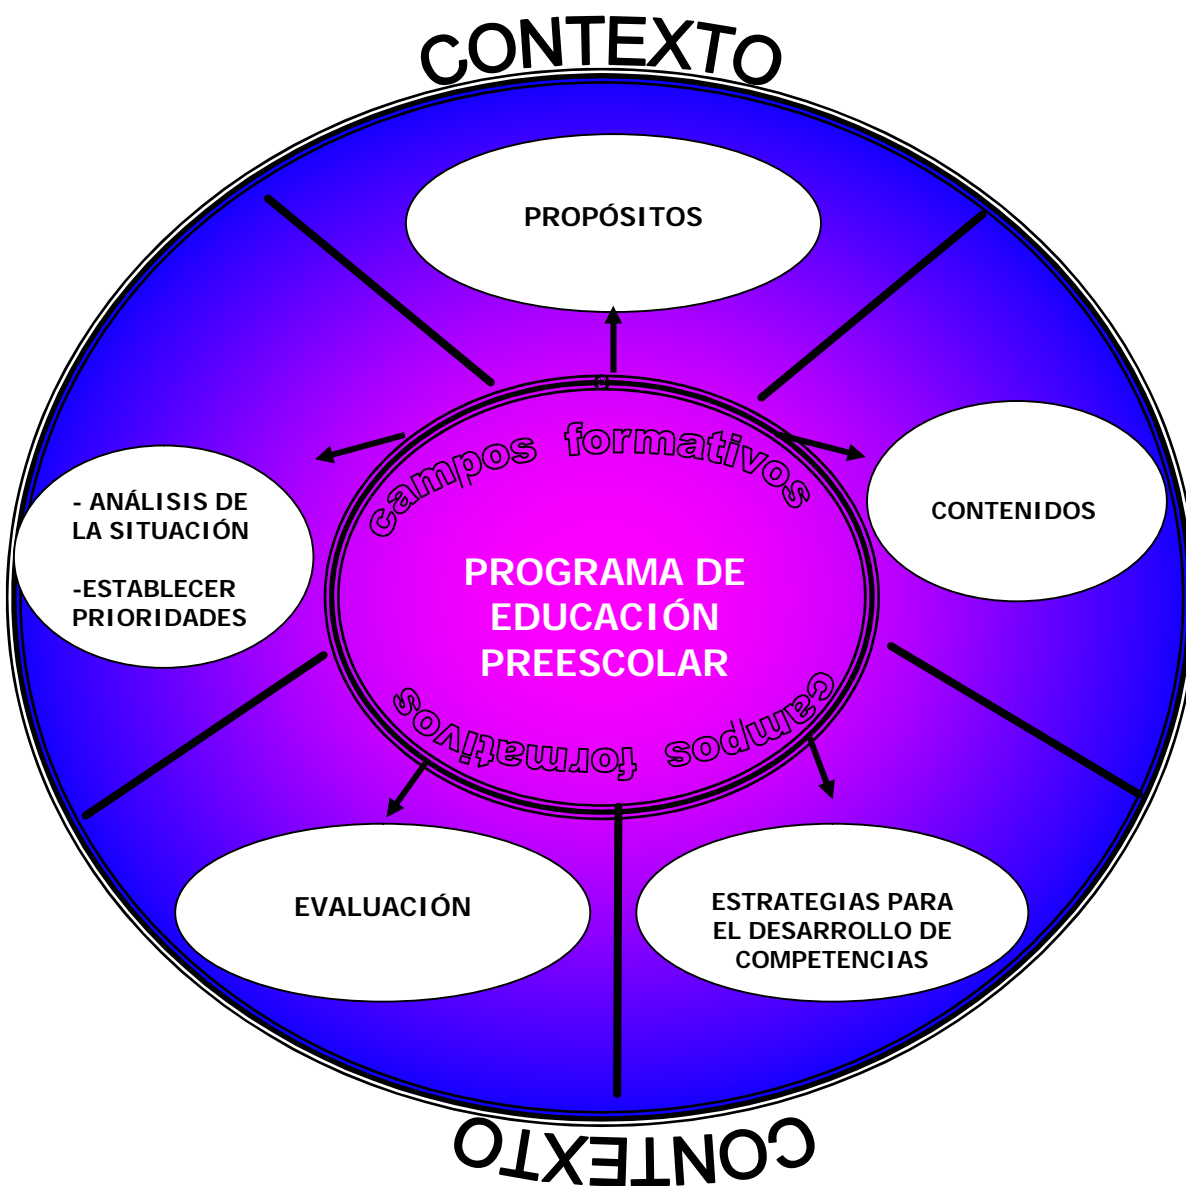 CONTEXTO
PROPÓSITOS
campos formativos
- ANÁLISIS DE
LA SITUACIÓN
-ESTABLECER
PRIORIDADES
CONTENIDOS
PROGRAMA DE
EDUCACIÓN
PREESCOLAR
campos formativos
EVALUACIÓN
ESTRATEGIAS PARA
EL DESARROLLO DE
COMPETENCIAS
CONTEXTO